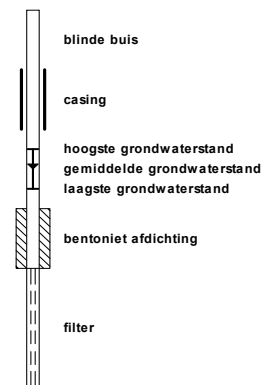 blinde buis
casing
hoogste grondwaterstand
gemiddelde grondwaterstand
laagste grondwaterstand
bentoniet afdichting
filter